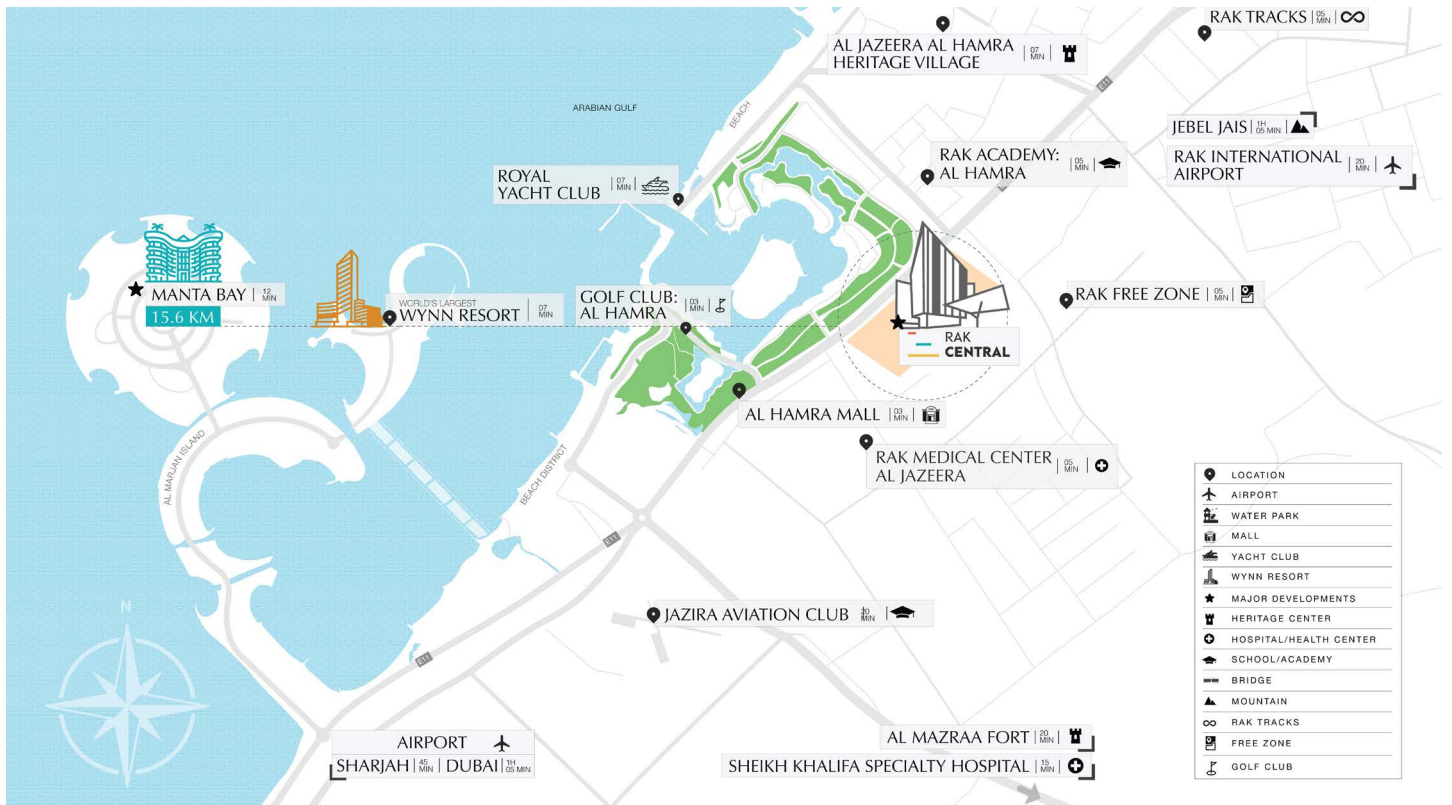 RAK TRACKS 05 MIN
AL JAZEERA AL HAMRA 07 MIN
HERITAGE VILLAGE
E11
ARABIAN GULF
BEACH
JEBEL JAIS 1H 05 MIN
RAK ACADEMY: 05 MIN
AL HAMRA
RAK INTERNATIONAL 20 MIN
AIRPORT
ROYAL 07 MIN
YACHT CLUB
MANTA BAY 12 MIN
15.6 KM
WORLD'S LARGEST
WYNN RESORT 07 MIN
GOLF CLUB: 03 MIN
AL HAMRA
RAK FREE ZONE 05 MIN
RAK
CENTRAL
AL HAMRA MALL 03 MIN
RAK MEDICAL CENTER 05 MIN
AL JAZEERA
AL MARJAN ISLAND
BEACH DISTRICT
E11
JAZIRA AVIATION CLUB MIN
E11
N
AIRPORT
SHARJAH 45 MIN DUBAI 1H 05 MIN
AL MAZRAA FORT 20 MIN
SHEIKH KHALIFA SPECIALTY HOSPITAL 15 MIN
LOCATION
AIRPORT
WATER PARK
MALL
YACHT CLUB
WYNN RESORT
MAJOR DEVELOPMENTS
HERITAGE CENTER
HOSPITAL/HEALTH CENTER
SCHOOL/ACADEMY
BRIDGE
MOUNTAIN
RAK TRACKS
FREE ZONE
GOLF CLUB